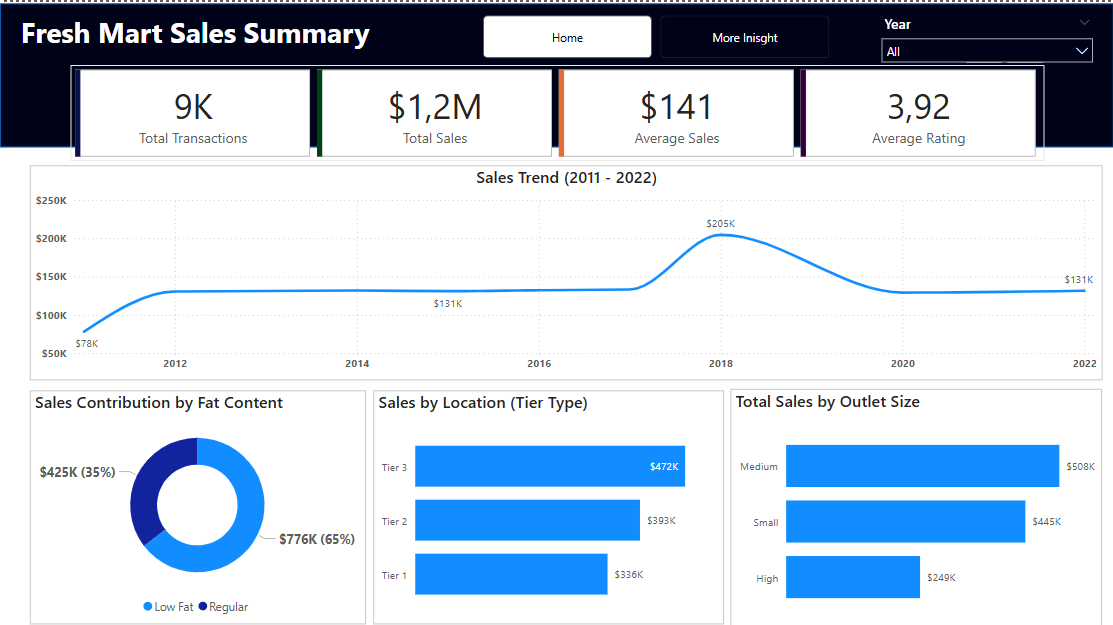 Fresh Mart Sales Summary
Home
More Inisght
Year
All
9K
Total Transactions
$1,2M
Total Sales
$141
Average Sales
3,92
Average Rating
Sales Trend (2011 - 2022)
$250K
$200K
$150K
$100K
$50K
$78K
$131K
$205K
$131K
2012
2014
2016
2018
2020
2022
Sales Contribution by Fat Content
$425K (35%)
$776K (65%)
Low Fat
Regular
Sales by Location (Tier Type)
Tier 3
$472K
Tier 2
$393K
Tier 1
$336K
Total Sales by Outlet Size
Medium
$508K
Small
$445K
High
$249K